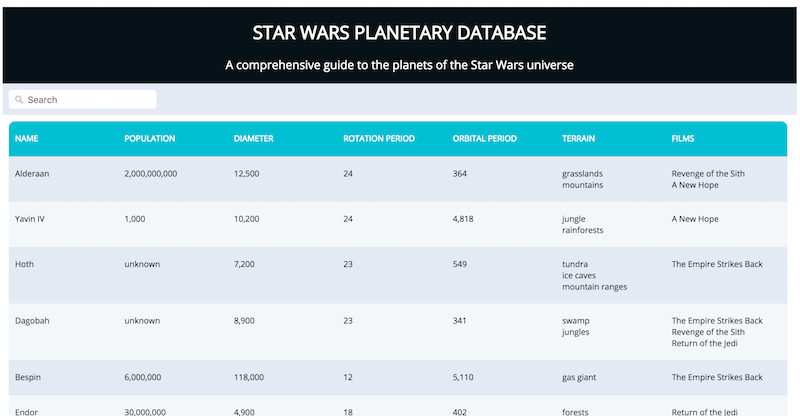 STAR WARS PLANETARY DATABASE
A comprehensive guide to the planets of the Star Wars universe
Search
NAME POPULATION DIAMETER ROTATION PERIOD ORBITAL PERIOD TERRAIN FILMS
Alderaan 2,000,000,000 12,500 24 364 grasslands Revenge of the Sith
mountains A New Hope
Yavin IV 1,000 10,200 24 4,818 jungle A New Hope
rainforests
Hoth unknown 7,200 23 549 tundra The Empire Strikes Back
ice caves
mountain ranges
Dagobah unknown 8,900 23 341 swamp The Empire Strikes Back
jungles Revenge of the Sith
Return of the Jedi
Bespin 6,000,000 118,000 12 5,110 gas giant The Empire Strikes Back
Endor 30,000,000 4,900 18 402 forests Return of the Jedi